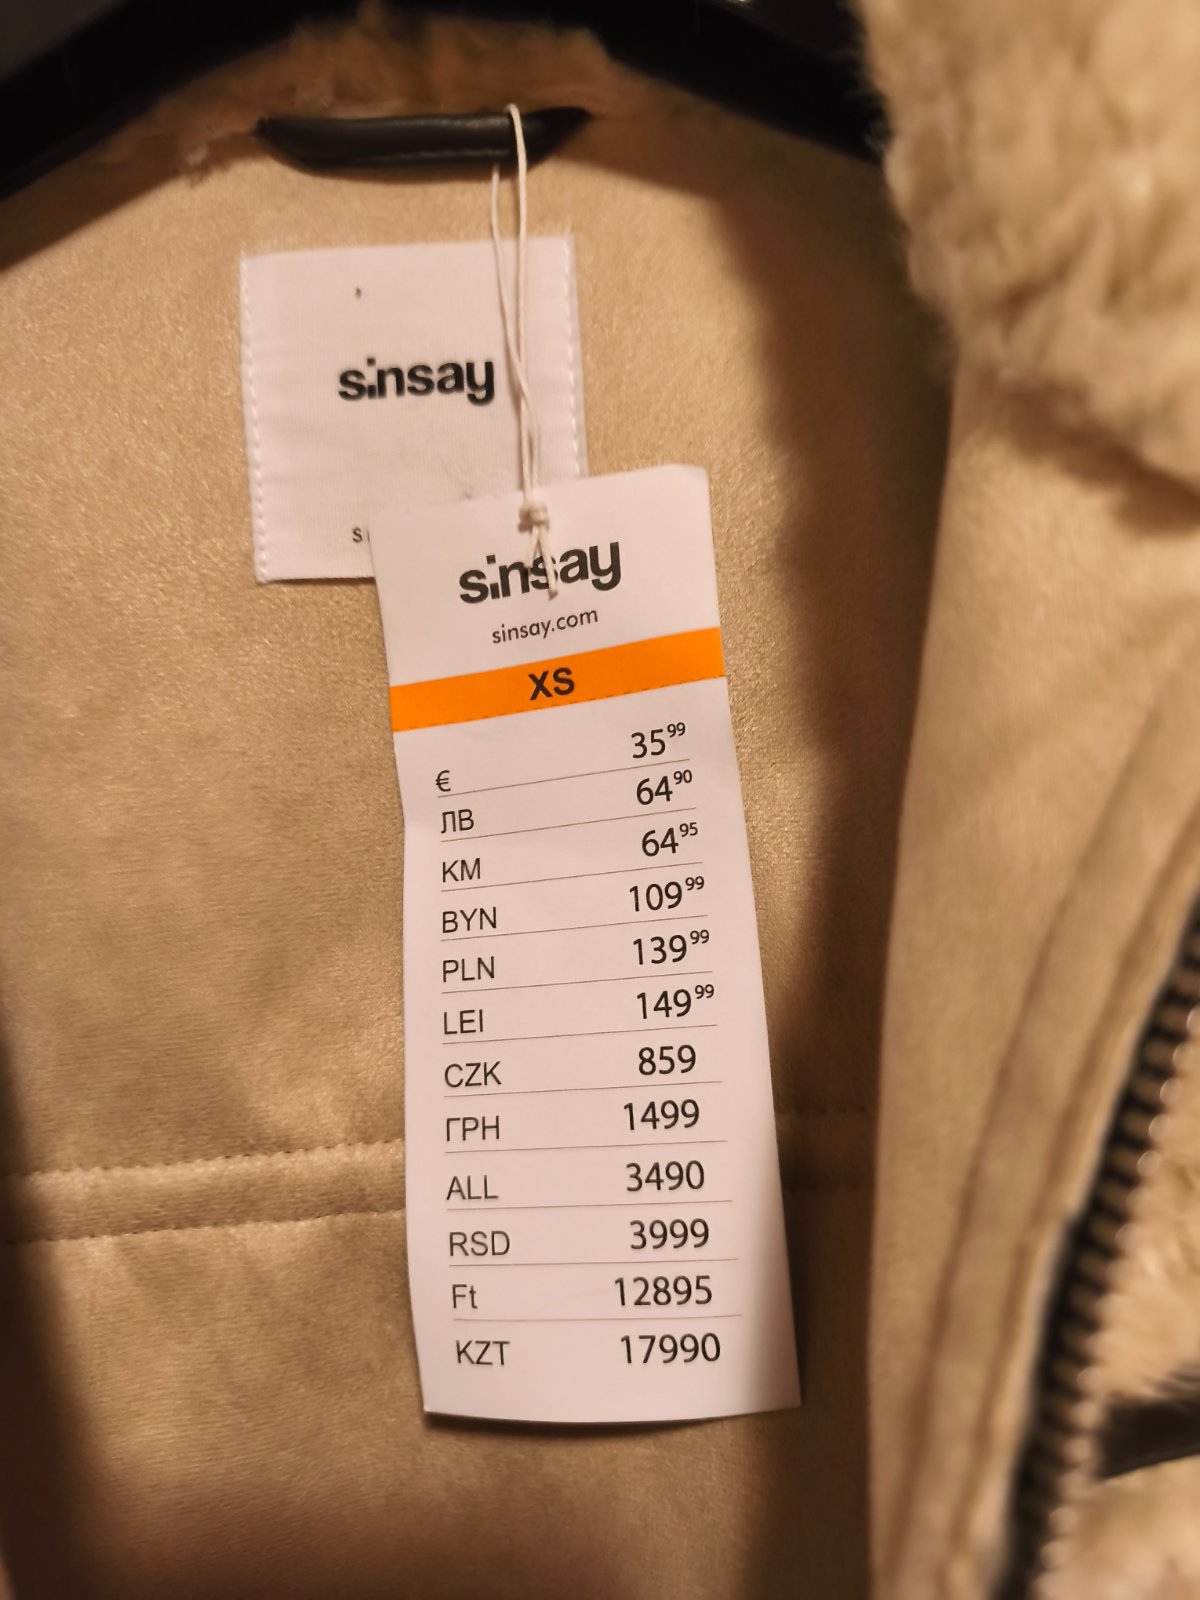 sinsay
sinsay
sinsay.com
XS
€ 35⁹⁹
ЛВ 64⁹⁰
KM 64⁹⁵
BYN 109⁹⁹
PLN 139⁹⁹
LEI 149⁹⁹
CZK 859
ГРН 1499
ALL 3490
RSD 3999
Ft 12895
KZT 17990